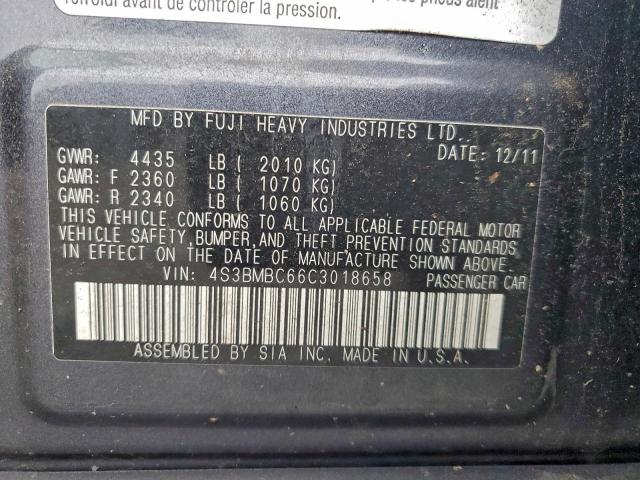 refroidi avant de contrôler la pression.
pneus aient
MFD BY FUJI HEAVY INDUSTRIES LTD.
DATE: 12/11
GVWR: 4435 LB ( 2010 KG)
GAWR: F 2360 LB ( 1070 KG)
GAWR: R 2340 LB ( 1060 KG)
THIS VEHICLE CONFORMS TO ALL APPLICABLE FEDERAL MOTOR
VEHICLE SAFETY, BUMPER, AND THEFT PREVENTION STANDARDS
IN EFFECT ON THE DATE OF MANUFACTURE SHOWN ABOVE.
VIN: 4S3BMBC66C3018658 PASSENGER CAR
ASSEMBLED BY SIA INC. MADE IN U.S.A.